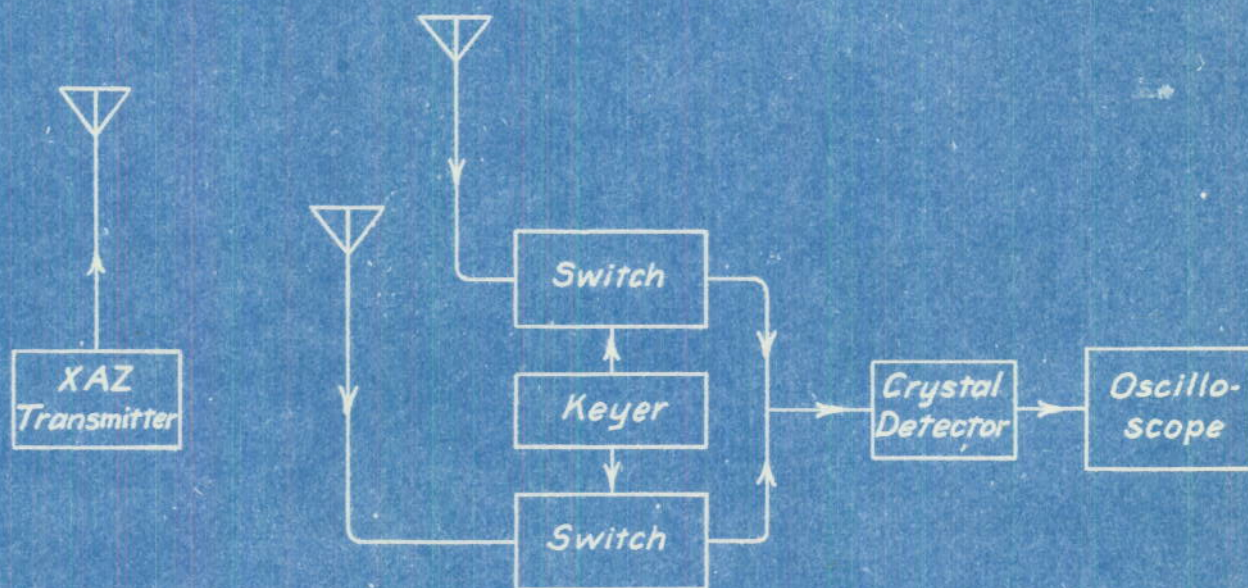 XAZ
Transmitter
Switch
Keyer
Switch
Crystal
Detector
Oscillo-
scope